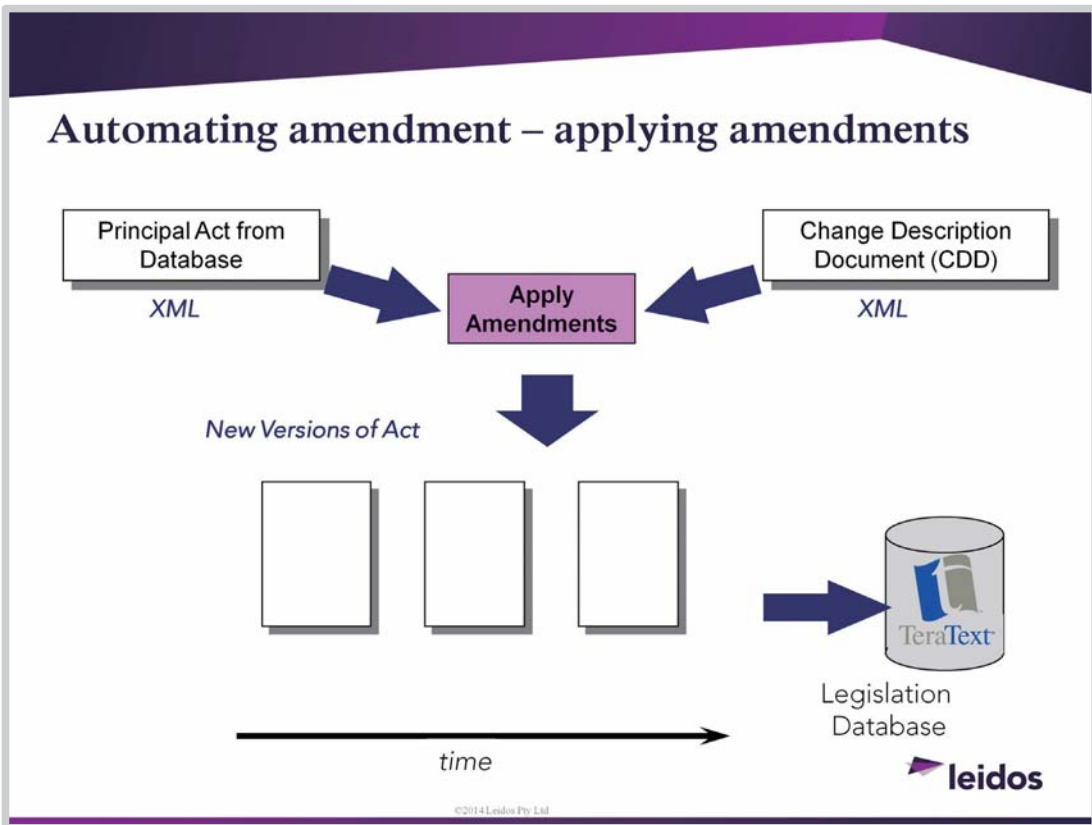 Automating amendment – applying amendments
Principal Act from
Database
XML
Change Description
Document (CDD)
XML
Apply
Amendments
New Versions of Act
TeraText
Legislation
Database
time
leidos
©2014 Leidos Pty Ltd